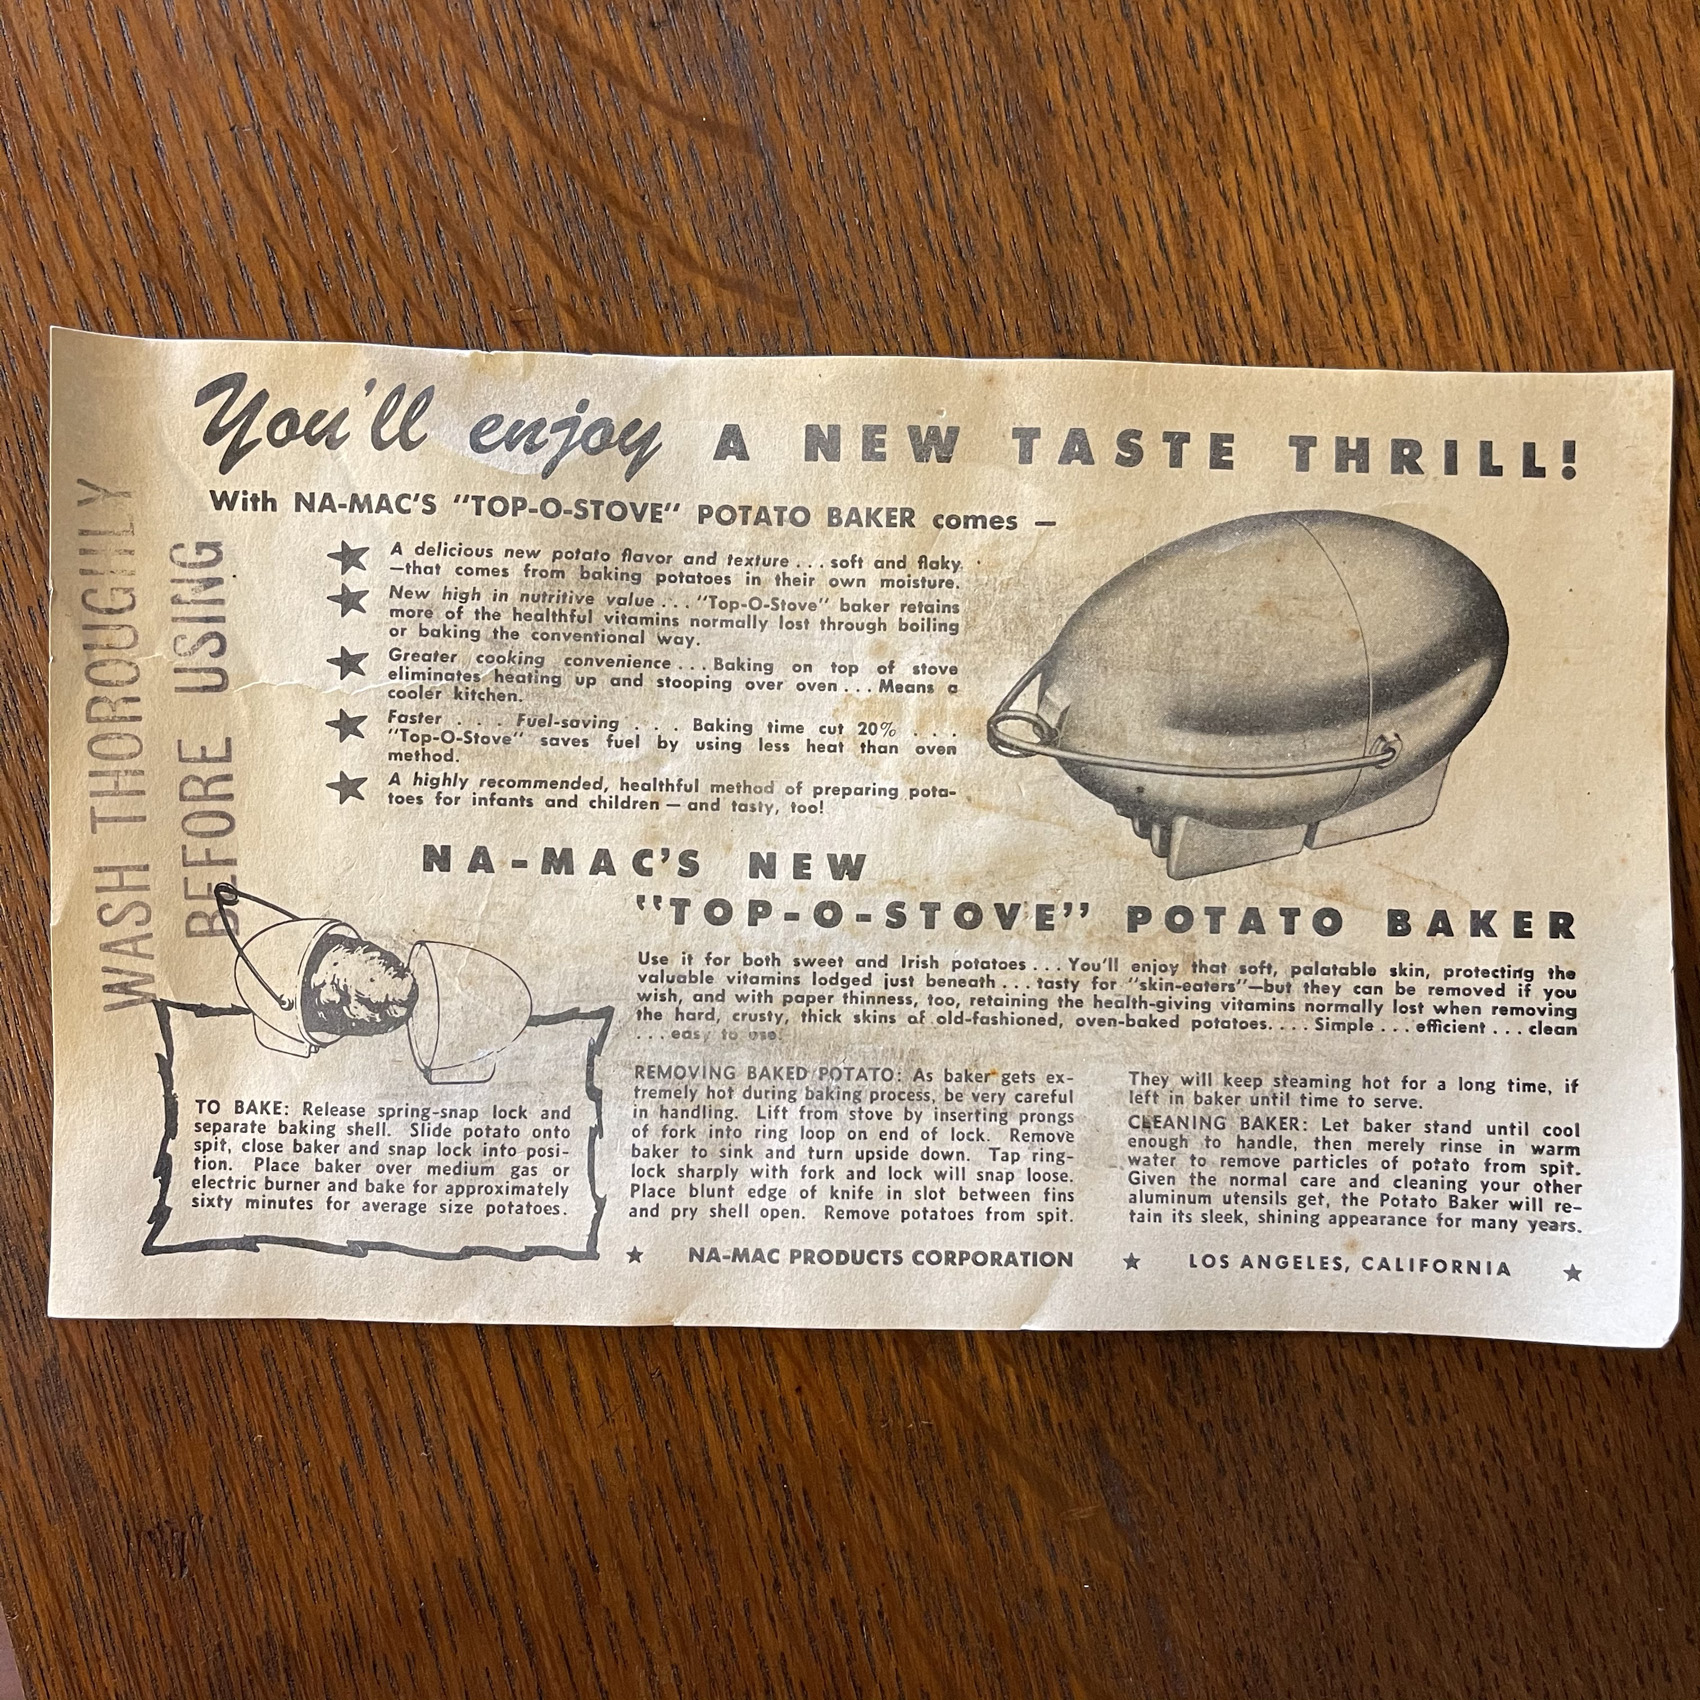 You'll enjoy A NEW TASTE THRILL!
With NA-MAC'S "TOP-O-STOVE" POTATO BAKER comes —
A delicious new potato flavor and texture . . . soft and flaky
—that comes from baking potatoes in their own moisture.
New high in nutritive value . . . "Top-O-Stove" baker retains
more of the healthful vitamins normally lost through boiling
or baking the conventional way.
Greater cooking convenience . . . Baking on top of stove
eliminates heating up and stooping over oven . . . Means a
cooler kitchen.
Faster . . . Fuel-saving . . . Baking time cut 20% . . .
"Top-O-Stove" saves fuel by using less heat than oven
method.
A highly recommended, healthful method of preparing pota-
toes for infants and children — and tasty, too!
WASH THOROUGHLY
BEFORE USING
NA-MAC'S NEW
"TOP-O-STOVE" POTATO BAKER
Use it for both sweet and Irish potatoes . . . You'll enjoy that soft, palatable skin, protecting the
valuable vitamins lodged just beneath . . . tasty for "skin-eaters"—but they can be removed if you
wish, and with paper thinness, too, retaining the health-giving vitamins normally lost when removing
the hard, crusty, thick skins of old-fashioned, oven-baked potatoes. . . . Simple . . . efficient . . . clean
. . . easy to use!
TO BAKE: Release spring-snap lock and
separate baking shell. Slide potato onto
spit, close baker and snap lock into posi-
tion. Place baker over medium gas or
electric burner and bake for approximately
sixty minutes for average size potatoes.
REMOVING BAKED POTATO: As baker gets ex-
tremely hot during baking process, be very careful
in handling. Lift from stove by inserting prongs
of fork into ring loop on end of lock. Remove
baker to sink and turn upside down. Tap ring-
lock sharply with fork and lock will snap loose.
Place blunt edge of knife in slot between fins
and pry shell open. Remove potatoes from spit.
They will keep steaming hot for a long time, if
left in baker until time to serve.
CLEANING BAKER: Let baker stand until cool
enough to handle, then merely rinse in warm
water to remove particles of potato from spit.
Given the normal care and cleaning your other
aluminum utensils get, the Potato Baker will re-
tain its sleek, shining appearance for many years.
NA-MAC PRODUCTS CORPORATION
LOS ANGELES, CALIFORNIA